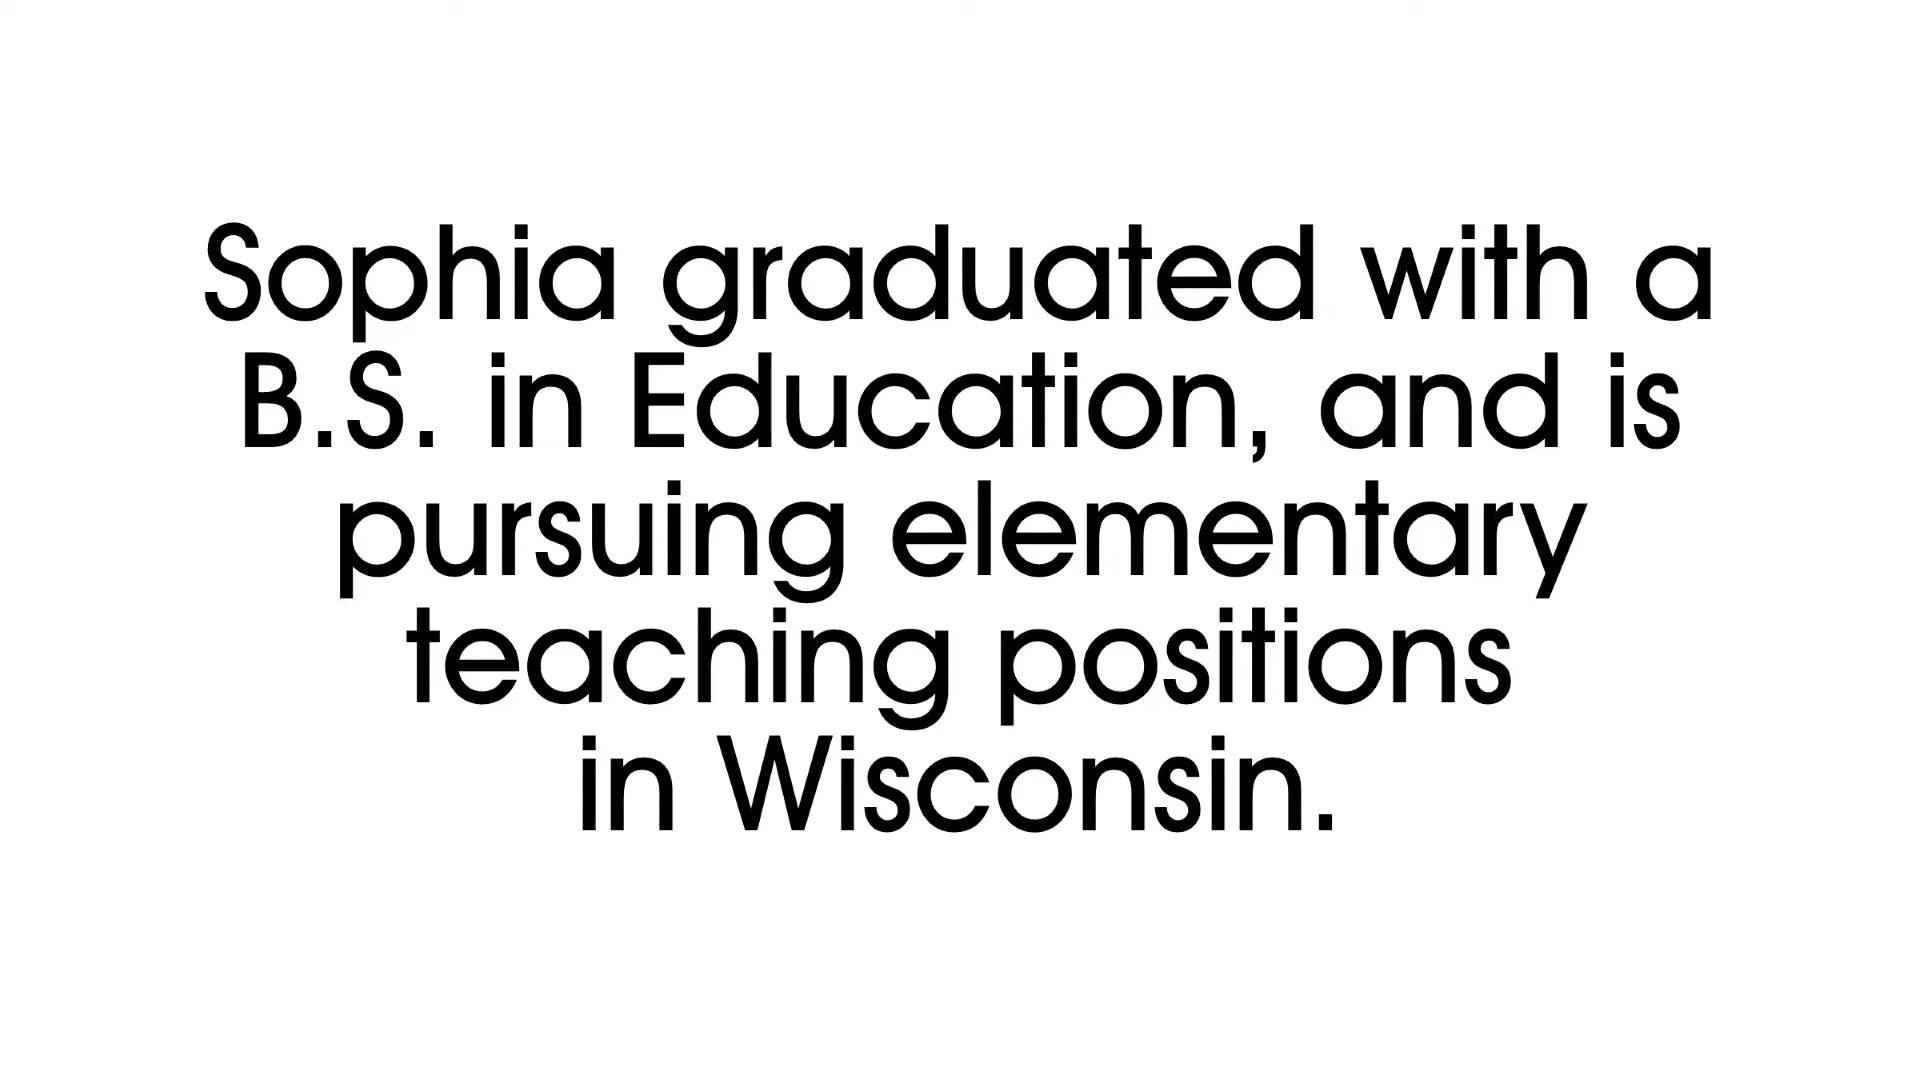 Sophia graduated with a
B.S. in Education, and is
pursuing elementary
teaching positions
in Wisconsin.